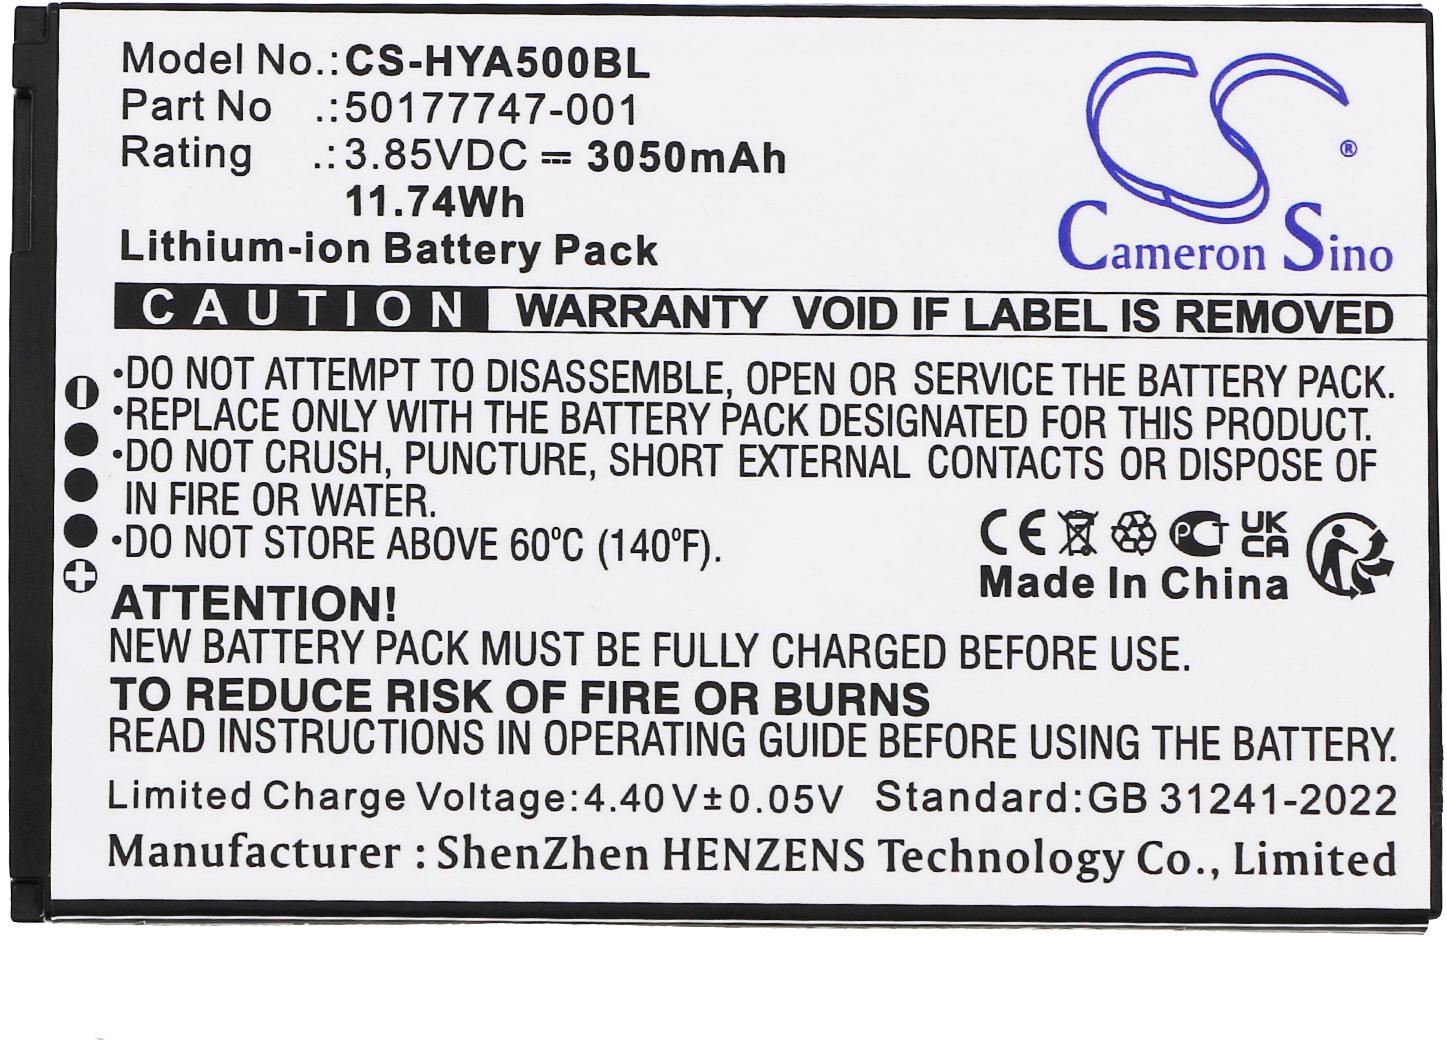 Model No.:CS-HYA500BL
Part No .:50177747-001
Rating .:3.85VDC ⎓ 3050mAh
11.74Wh
Lithium-ion Battery Pack
CS®
Cameron Sino
CAUTION WARRANTY VOID IF LABEL IS REMOVED
•DO NOT ATTEMPT TO DISASSEMBLE, OPEN OR SERVICE THE BATTERY PACK.
•REPLACE ONLY WITH THE BATTERY PACK DESIGNATED FOR THIS PRODUCT.
•DO NOT CRUSH, PUNCTURE, SHORT EXTERNAL CONTACTS OR DISPOSE OF
IN FIRE OR WATER.
•DO NOT STORE ABOVE 60°C (140°F).
CE PCT UK
CA
Made In China
ATTENTION!
NEW BATTERY PACK MUST BE FULLY CHARGED BEFORE USE.
TO REDUCE RISK OF FIRE OR BURNS
READ INSTRUCTIONS IN OPERATING GUIDE BEFORE USING THE BATTERY.
Limited Charge Voltage:4.40V±0.05V Standard:GB 31241-2022
Manufacturer : ShenZhen HENZENS Technology Co., Limited